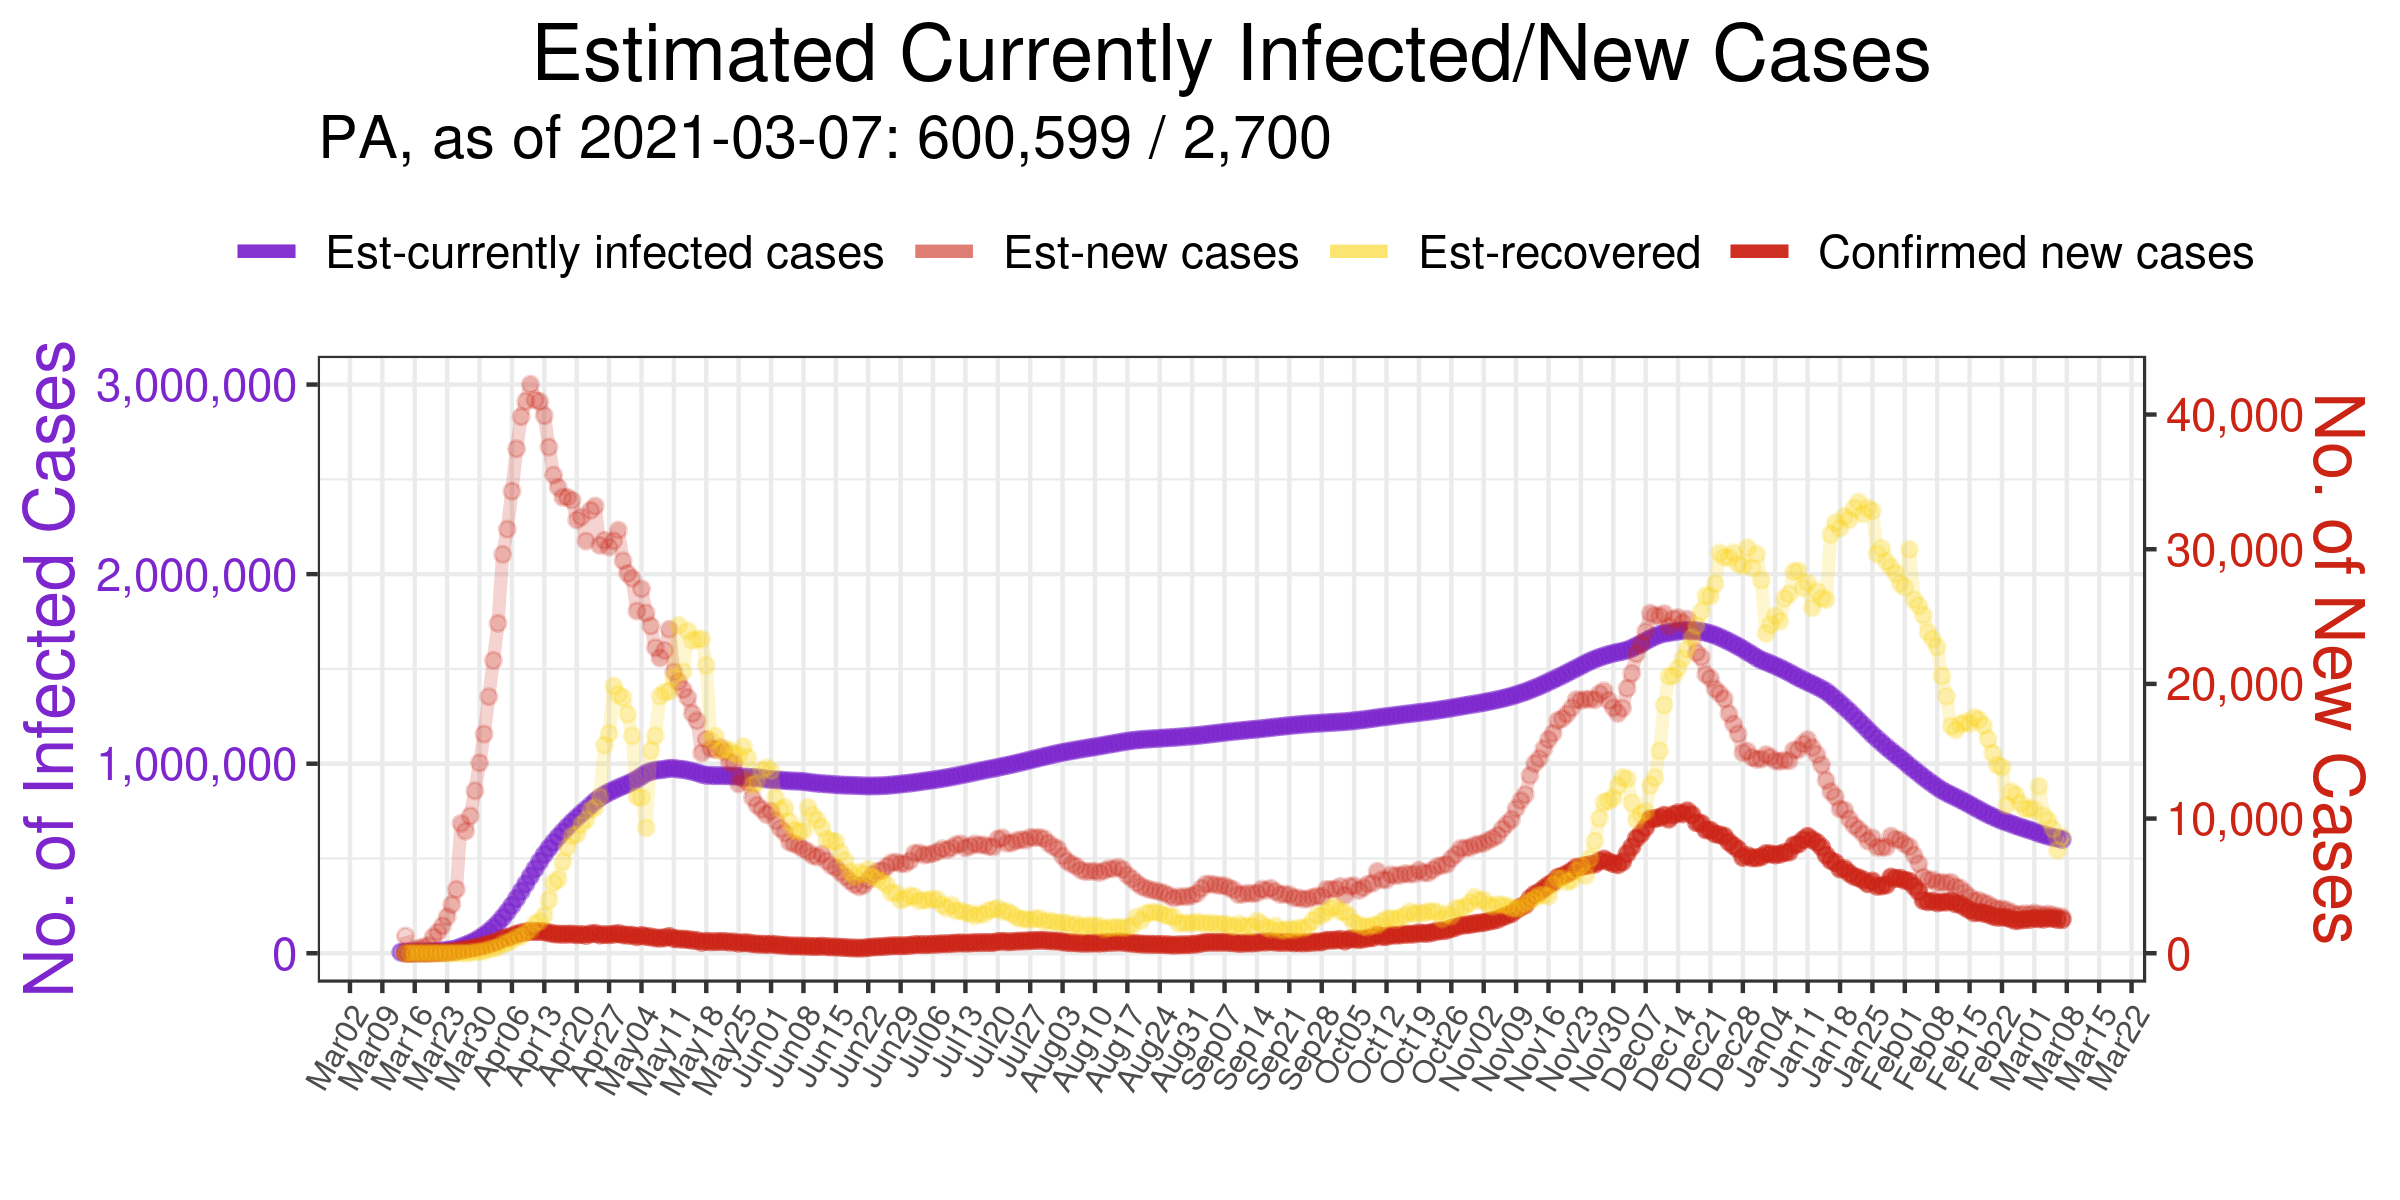 Estimated Currently Infected/New Cases
PA, as of 2021-03-07: 600,599 / 2,700
Est-currently infected cases Est-new cases Est-recovered Confirmed new cases
No. of Infected Cases
3,000,000
2,000,000
1,000,000
0
40,000
30,000
20,000
10,000
0
No. of New Cases
Mar02
Mar09
Mar16
Mar23
Mar30
Apr06
Apr13
Apr20
Apr27
May04
May11
May18
May25
Jun01
Jun08
Jun15
Jun22
Jun29
Jul06
Jul13
Jul20
Jul27
Aug03
Aug10
Aug17
Aug24
Aug31
Sep07
Sep14
Sep21
Sep28
Oct05
Oct12
Oct19
Oct26
Nov02
Nov09
Nov16
Nov23
Nov30
Dec07
Dec14
Dec21
Dec28
Jan04
Jan11
Jan18
Jan25
Feb01
Feb08
Feb15
Feb22
Mar01
Mar08
Mar15
Mar22